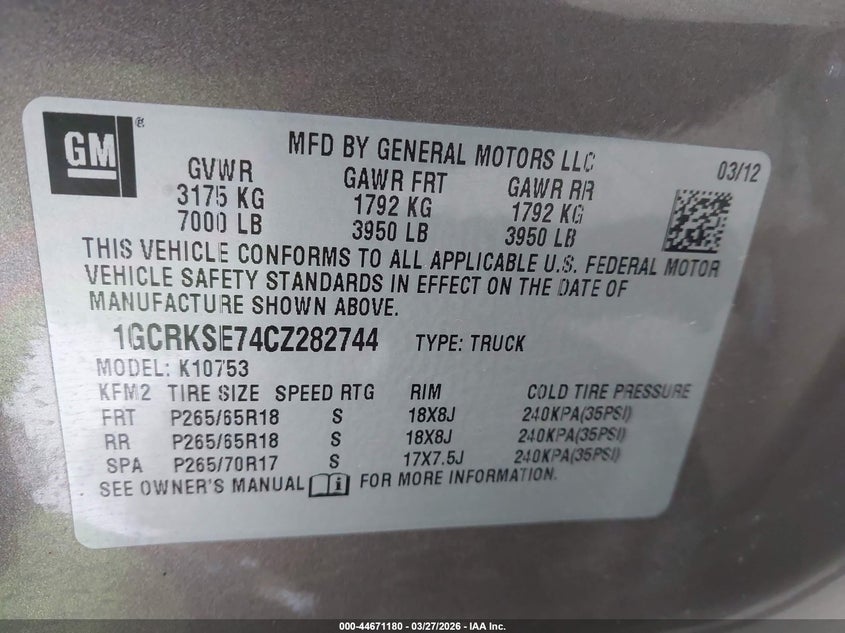 GM®
MFD BY GENERAL MOTORS LLC
03/12
GVWR GAWR FRT GAWR RR
3175 KG 1792 KG 1792 KG
7000 LB 3950 LB 3950 LB
THIS VEHICLE CONFORMS TO ALL APPLICABLE U.S. FEDERAL MOTOR
VEHICLE SAFETY STANDARDS IN EFFECT ON THE DATE OF
MANUFACTURE SHOWN ABOVE.
1GCRKSE74CZ282744 TYPE: TRUCK
MODEL: K10753
KFM2 TIRE SIZE SPEED RTG RIM COLD TIRE PRESSURE
FRT P265/65R18 S 18X8J 240KPA(35PSI)
RR P265/65R18 S 18X8J 240KPA(35PSI)
SPA P265/70R17 S 17X7.5J 240KPA(35PSI)
SEE OWNER'S MANUAL i FOR MORE INFORMATION.
000-44671180 - 03/27/2026 - IAA Inc.